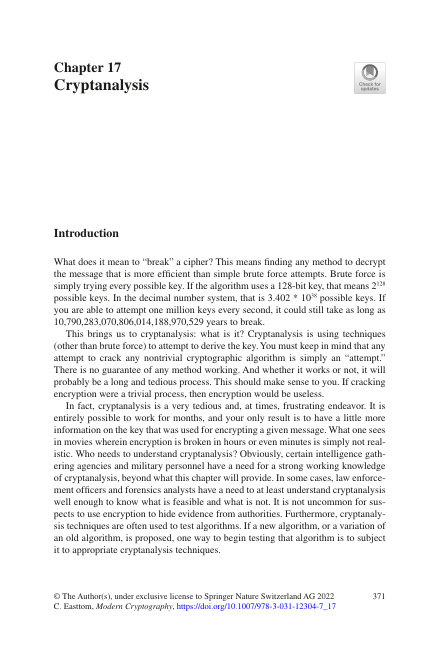 Chapter 17
Cryptanalysis
Check for
updates
Introduction
What does it mean to “break” a cipher? This means finding any method to decrypt
the message that is more efficient than simple brute force attempts. Brute force is
simply trying every possible key. If the algorithm uses a 128-bit key, that means 2¹²⁸
possible keys. In the decimal number system, that is 3.402 * 10³⁸ possible keys. If
you are able to attempt one million keys every second, it could still take as long as
10,790,283,070,806,014,188,970,529 years to break.
This brings us to cryptanalysis: what is it? Cryptanalysis is using techniques
(other than brute force) to attempt to derive the key. You must keep in mind that any
attempt to crack any nontrivial cryptographic algorithm is simply an “attempt.”
There is no guarantee of any method working. And whether it works or not, it will
probably be a long and tedious process. This should make sense to you. If cracking
encryption were a trivial process, then encryption would be useless.
In fact, cryptanalysis is a very tedious and, at times, frustrating endeavor. It is
entirely possible to work for months, and your only result is to have a little more
information on the key that was used for encrypting a given message. What one sees
in movies wherein encryption is broken in hours or even minutes is simply not real-
istic. Who needs to understand cryptanalysis? Obviously, certain intelligence gath-
ering agencies and military personnel have a need for a strong working knowledge
of cryptanalysis, beyond what this chapter will provide. In some cases, law enforce-
ment officers and forensics analysts have a need to at least understand cryptanalysis
well enough to know what is feasible and what is not. It is not uncommon for sus-
pects to use encryption to hide evidence from authorities. Furthermore, cryptanaly-
sis techniques are often used to test algorithms. If a new algorithm, or a variation of
an old algorithm, is proposed, one way to begin testing that algorithm is to subject
it to appropriate cryptanalysis techniques.
© The Author(s), under exclusive license to Springer Nature Switzerland AG 2022 371
C. Easttom, Modern Cryptography, https://doi.org/10.1007/978-3-031-12304-7_17